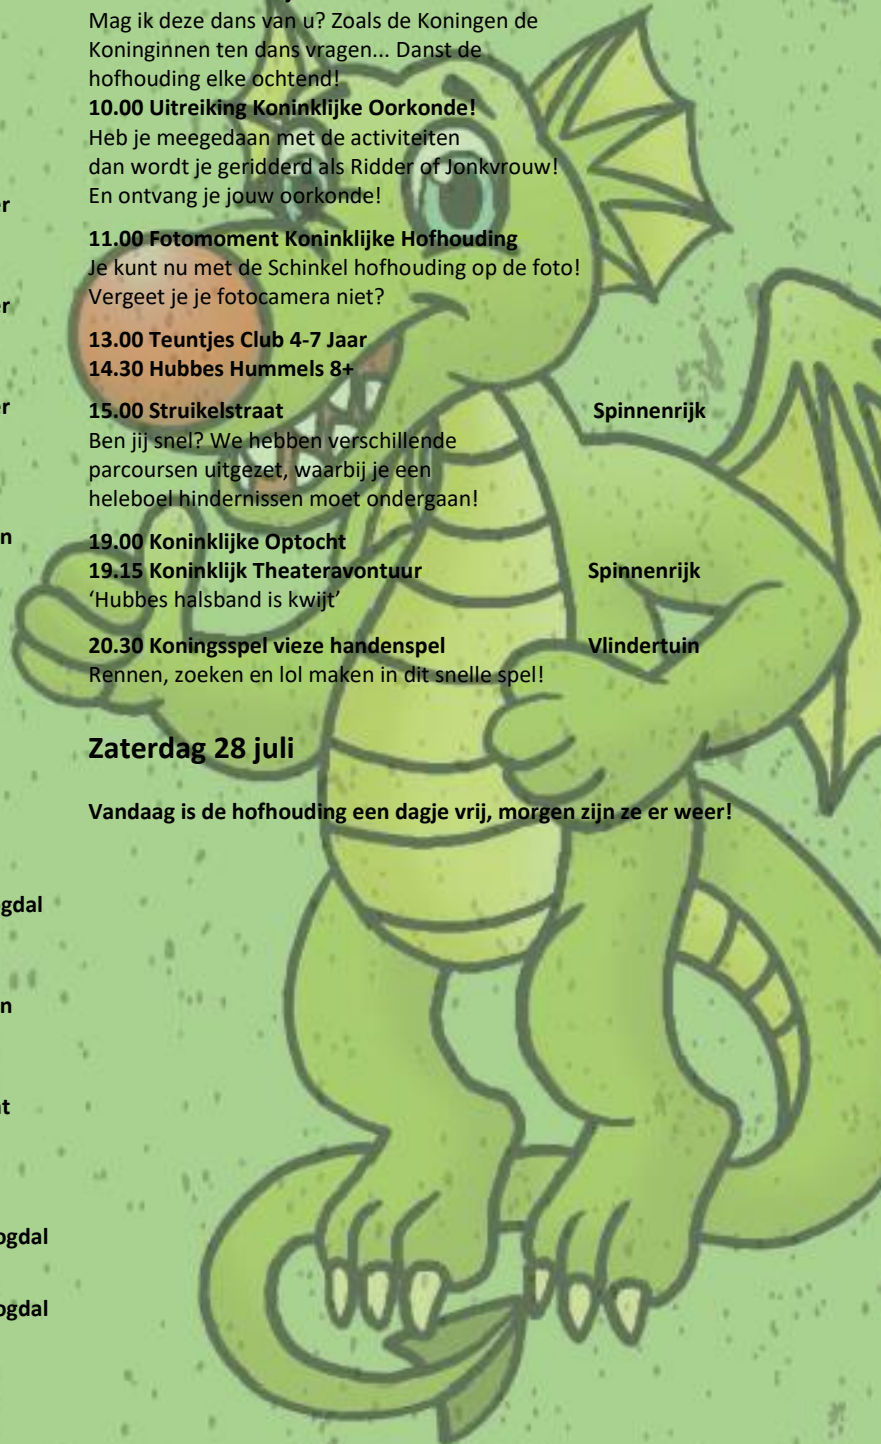 Mag ik deze dans van u? Zoals de Koningen de
Koninginnen ten dans vragen... Danst de
hofhouding elke ochtend!
10.00 Uitreiking Koninklijke Oorkonde!
Heb je meegedaan met de activiteiten
dan wordt je geridderd als Ridder of Jonkvrouw!
En ontvang je jouw oorkonde!
11.00 Fotomoment Koninklijke Hofhouding
Je kunt nu met de Schinkel hofhouding op de foto!
Vergeet je je fotocamera niet?
13.00 Teuntjes Club 4-7 Jaar
14.30 Hubbes Hummels 8+
15.00 Struikelstraat Spinnenrijk
Ben jij snel? We hebben verschillende
parcoursen uitgezet, waarbij je een
heleboel hindernissen moet ondergaan!
19.00 Koninklijke Optocht
19.15 Koninklijk Theateravontuur Spinnenrijk
‘Hubbes halsband is kwijt’
20.30 Koningsspel vieze handenspel Vlindertuin
Rennen, zoeken en lol maken in dit snelle spel!
Zaterdag 28 juli
Vandaag is de hofhouding een dagje vrij, morgen zijn ze er weer!